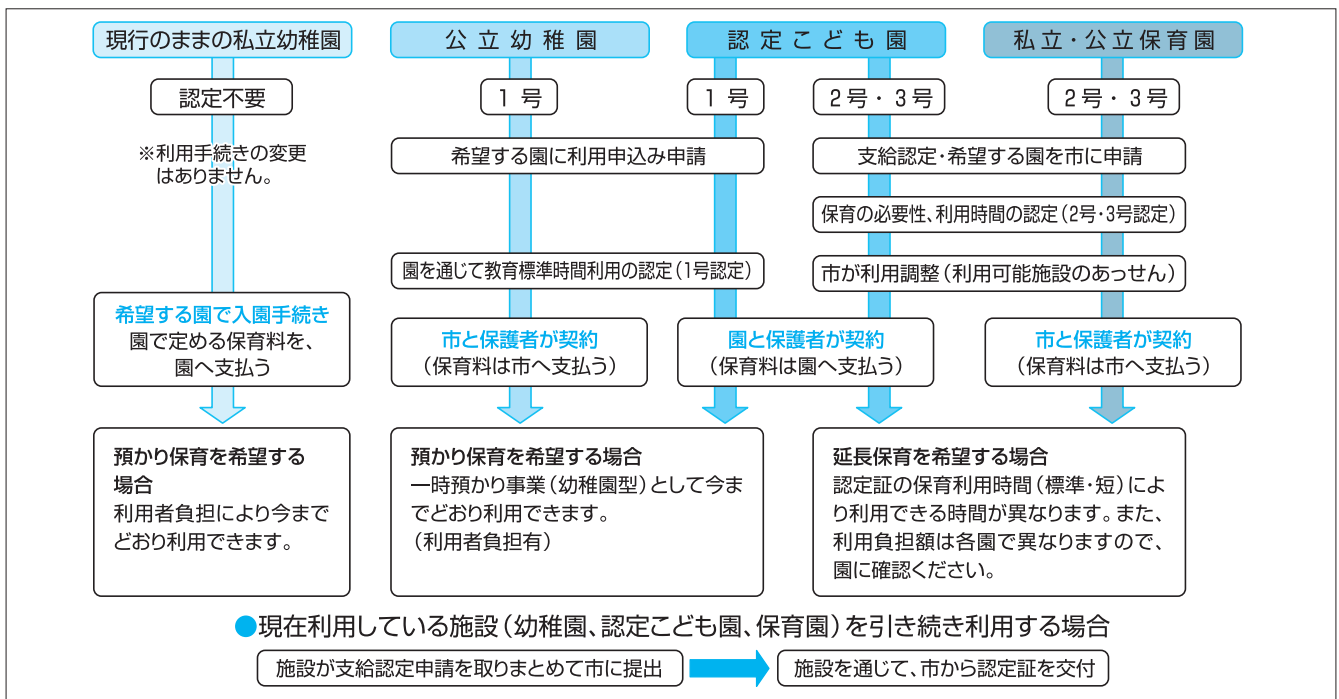 現行のままの私立幼稚園
公立幼稚園
認定こども園
私立・公立保育園
認定不要
1号
1号
2号・3号
2号・3号
※利用手続きの変更
はありません。
希望する園に利用申込み申請
支給認定・希望する園を市に申請
保育の必要性、利用時間の認定(2号・3号認定)
園を通じて教育標準時間利用の認定(1号認定)
市が利用調整(利用可能施設のあっせん)
希望する園で入園手続き
園で定める保育料を、
園へ支払う
市と保護者が契約
(保育料は市へ支払う)
園と保護者が契約
(保育料は園へ支払う)
市と保護者が契約
(保育料は市へ支払う)
預かり保育を希望する
場合
利用者負担により今まで
どおり利用できます。
預かり保育を希望する場合
一時預かり事業(幼稚園型)として今ま
でどおり利用できます。
(利用者負担有)
延長保育を希望する場合
認定証の保育利用時間(標準・短)によ
り利用できる時間が異なります。また、
利用負担額は各園で異なりますので、
園に確認ください。
●現在利用している施設(幼稚園、認定こども園、保育園)を引き続き利用する場合
施設が支給認定申請を取りまとめて市に提出
施設を通じて、市から認定証を交付